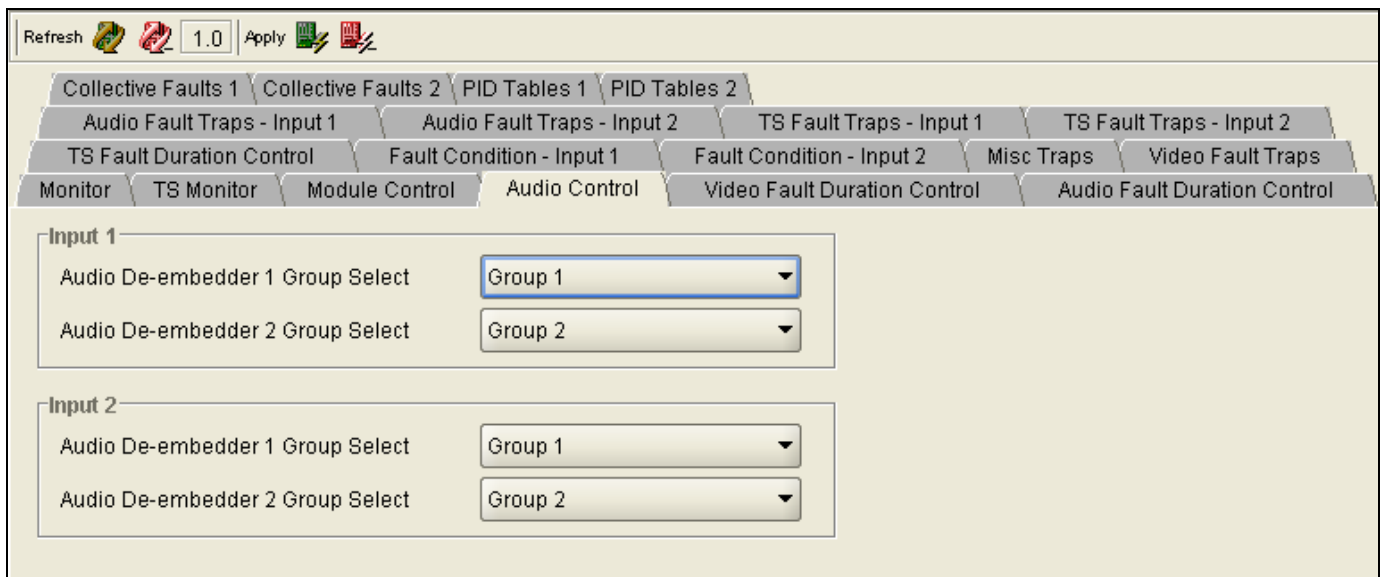 Refresh 1.0 Apply
Collective Faults 1 Collective Faults 2 PID Tables 1 PID Tables 2
Audio Fault Traps - Input 1 Audio Fault Traps - Input 2 TS Fault Traps - Input 1 TS Fault Traps - Input 2
TS Fault Duration Control Fault Condition - Input 1 Fault Condition - Input 2 Misc Traps Video Fault Traps
Monitor TS Monitor Module Control Audio Control Video Fault Duration Control Audio Fault Duration Control
Input 1
Audio De-embedder 1 Group Select Group 1
Audio De-embedder 2 Group Select Group 2
Input 2
Audio De-embedder 1 Group Select Group 1
Audio De-embedder 2 Group Select Group 2